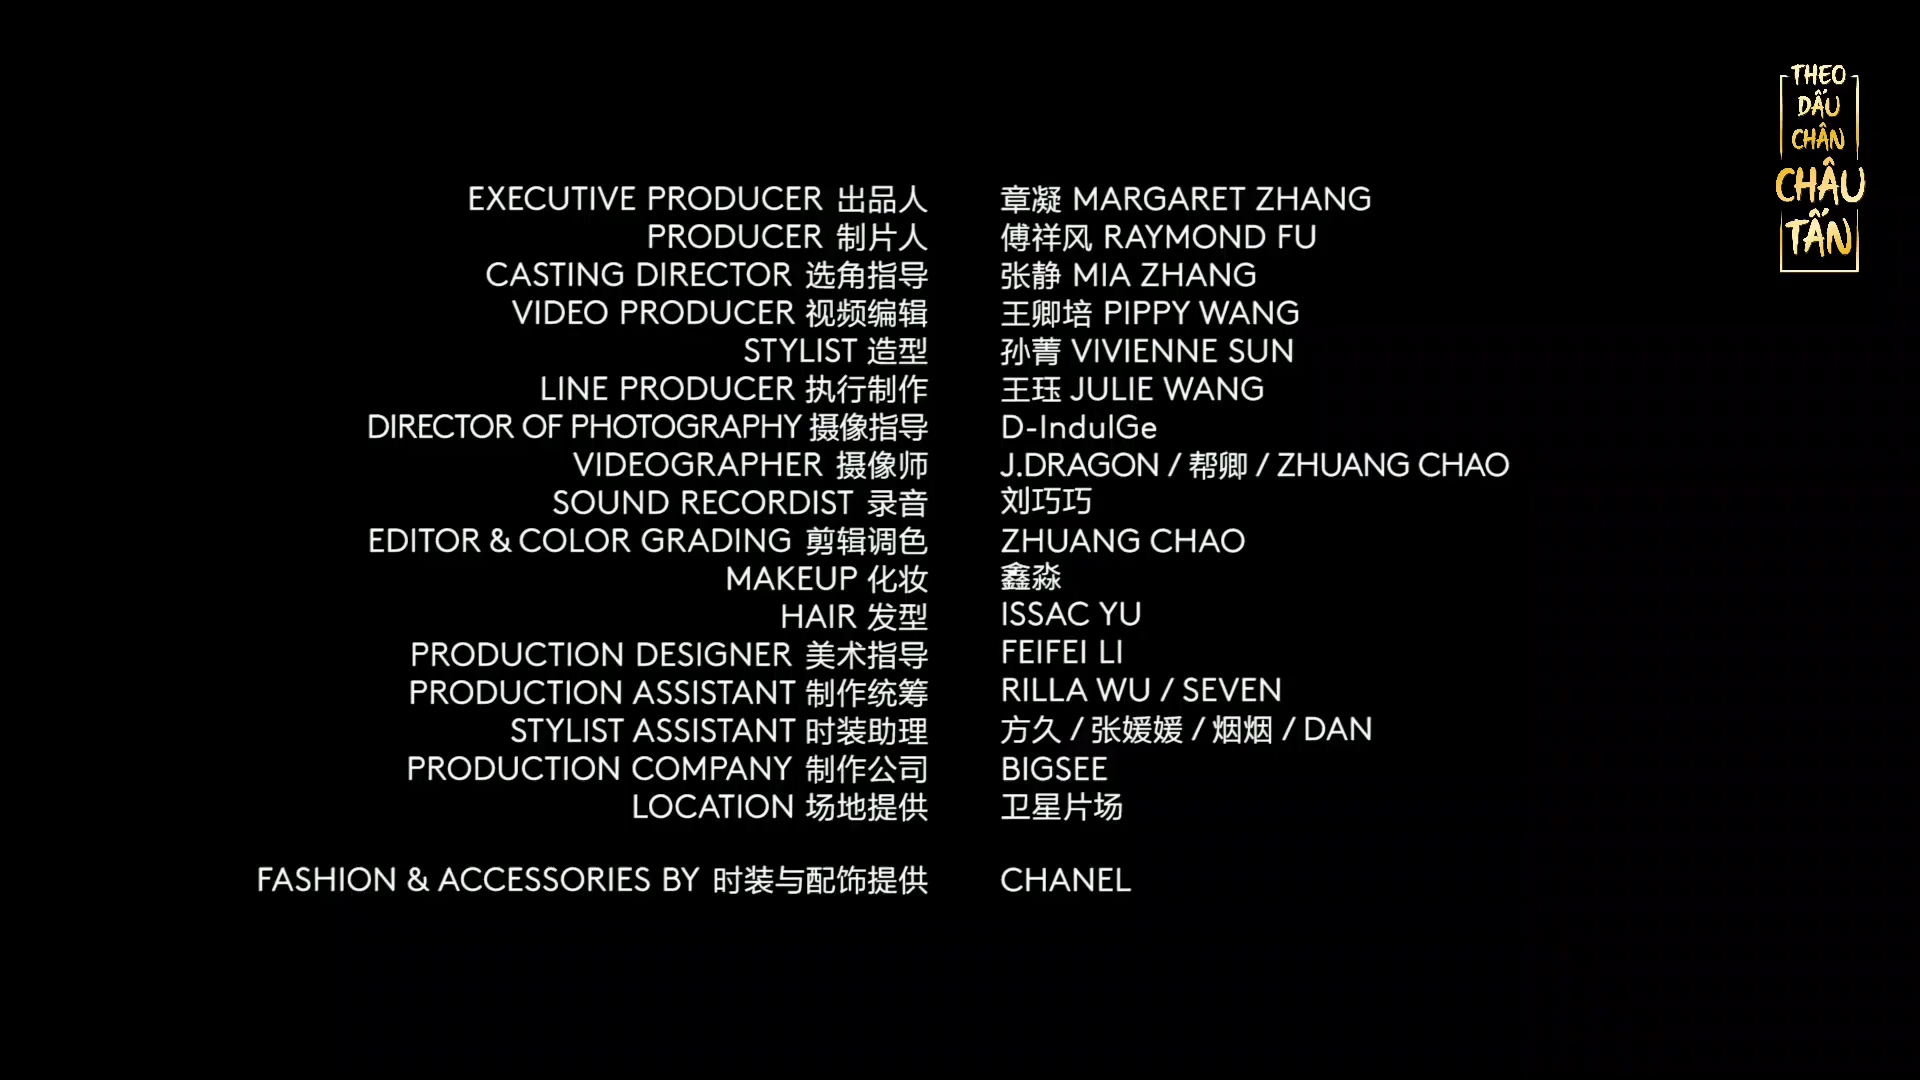 EXECUTIVE PRODUCER 出品人 章凝 MARGARET ZHANG
PRODUCER 制片人 傅祥风 RAYMOND FU
CASTING DIRECTOR 选角指导 张静 MIA ZHANG
VIDEO PRODUCER 视频编辑 王卿培 PIPPY WANG
STYLIST 造型 孙菁 VIVIENNE SUN
LINE PRODUCER 执行制作 王珏 JULIE WANG
DIRECTOR OF PHOTOGRAPHY 摄像指导 D-IndulGe
VIDEOGRAPHER 摄像师 J.DRAGON / 帮卿 / ZHUANG CHAO
SOUND RECORDIST 录音 刘巧巧
EDITOR & COLOR GRADING 剪辑调色 ZHUANG CHAO
MAKEUP 化妆 鑫淼
HAIR 发型 ISSAC YU
PRODUCTION DESIGNER 美术指导 FEIFEI LI
PRODUCTION ASSISTANT 制作统筹 RILLA WU / SEVEN
STYLIST ASSISTANT 时装助理 方久 / 张媛媛 / 烟烟 / DAN
PRODUCTION COMPANY 制作公司 BIGSEE
LOCATION 场地提供 卫星片场
FASHION & ACCESSORIES BY 时装与配饰提供 CHANEL
THEO
DẤU
CHÂN
CHÂU
TẤN